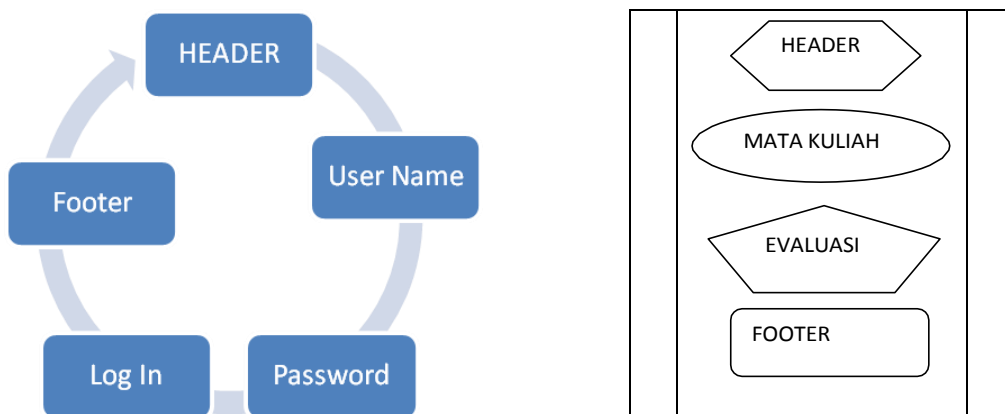 HEADER
User Name
Password
Log In
Footer
HEADER
MATA KULIAH
EVALUASI
FOOTER